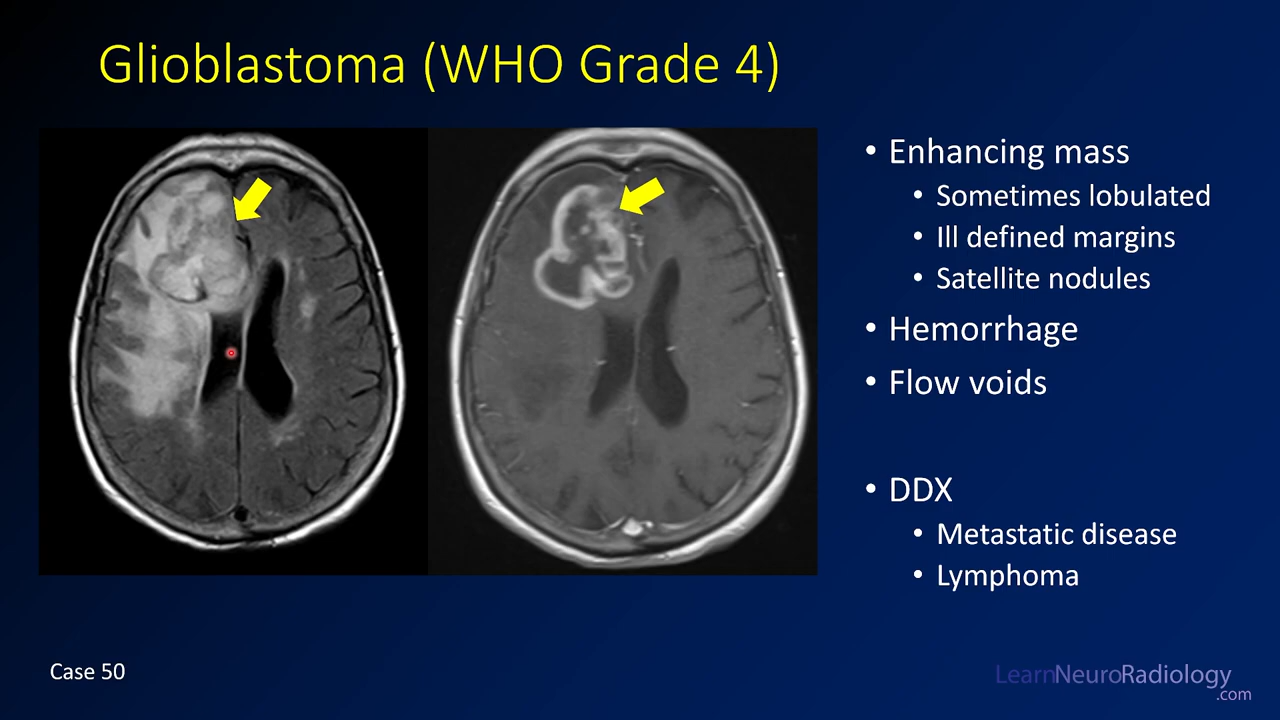 Glioblastoma (WHO Grade 4)
• Enhancing mass
• Sometimes lobulated
• Ill defined margins
• Satellite nodules
• Hemorrhage
• Flow voids
• DDX
• Metastatic disease
• Lymphoma
Case 50
LearnNeuroRadiology
.com